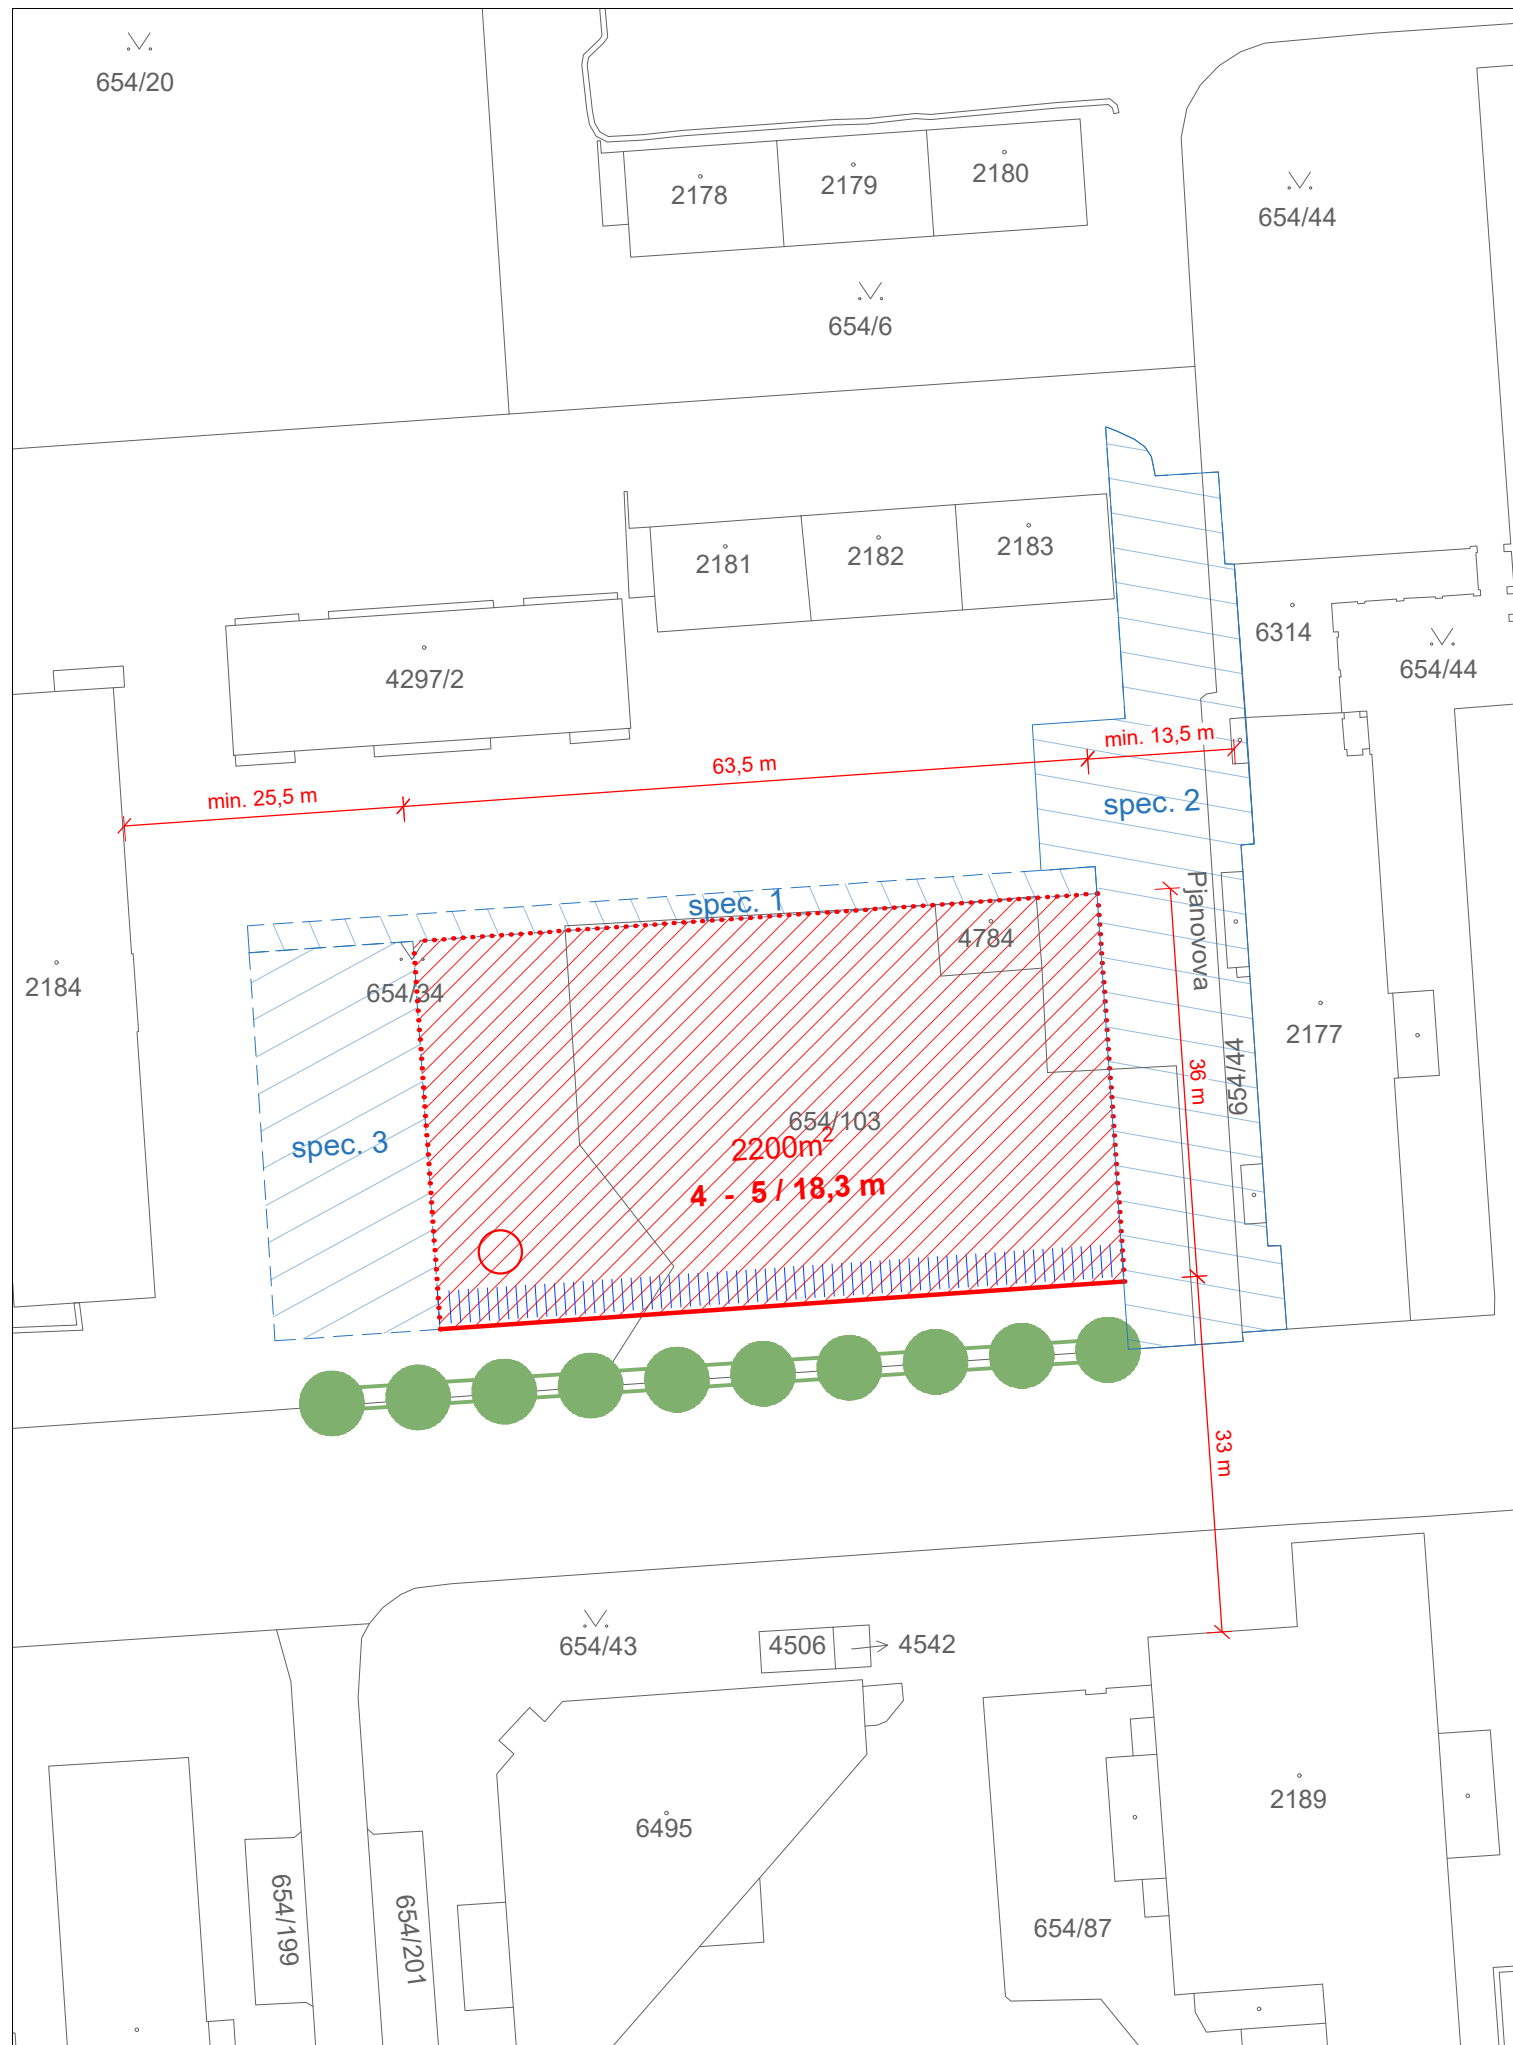 654/20
2178
2179
2180
654/44
654/6
2181
2182
2183
6314
654/44
4297/2
min. 25,5 m
63,5 m
min. 13,5 m
spec. 2
spec. 1
Pjanovova
4784
2184
654/34
2177
36 m
654/44
654/103
spec. 3
2200m²
4 - 5 / 18,3 m
33 m
654/43
4506
4542
2189
6495
654/199
654/201
654/87